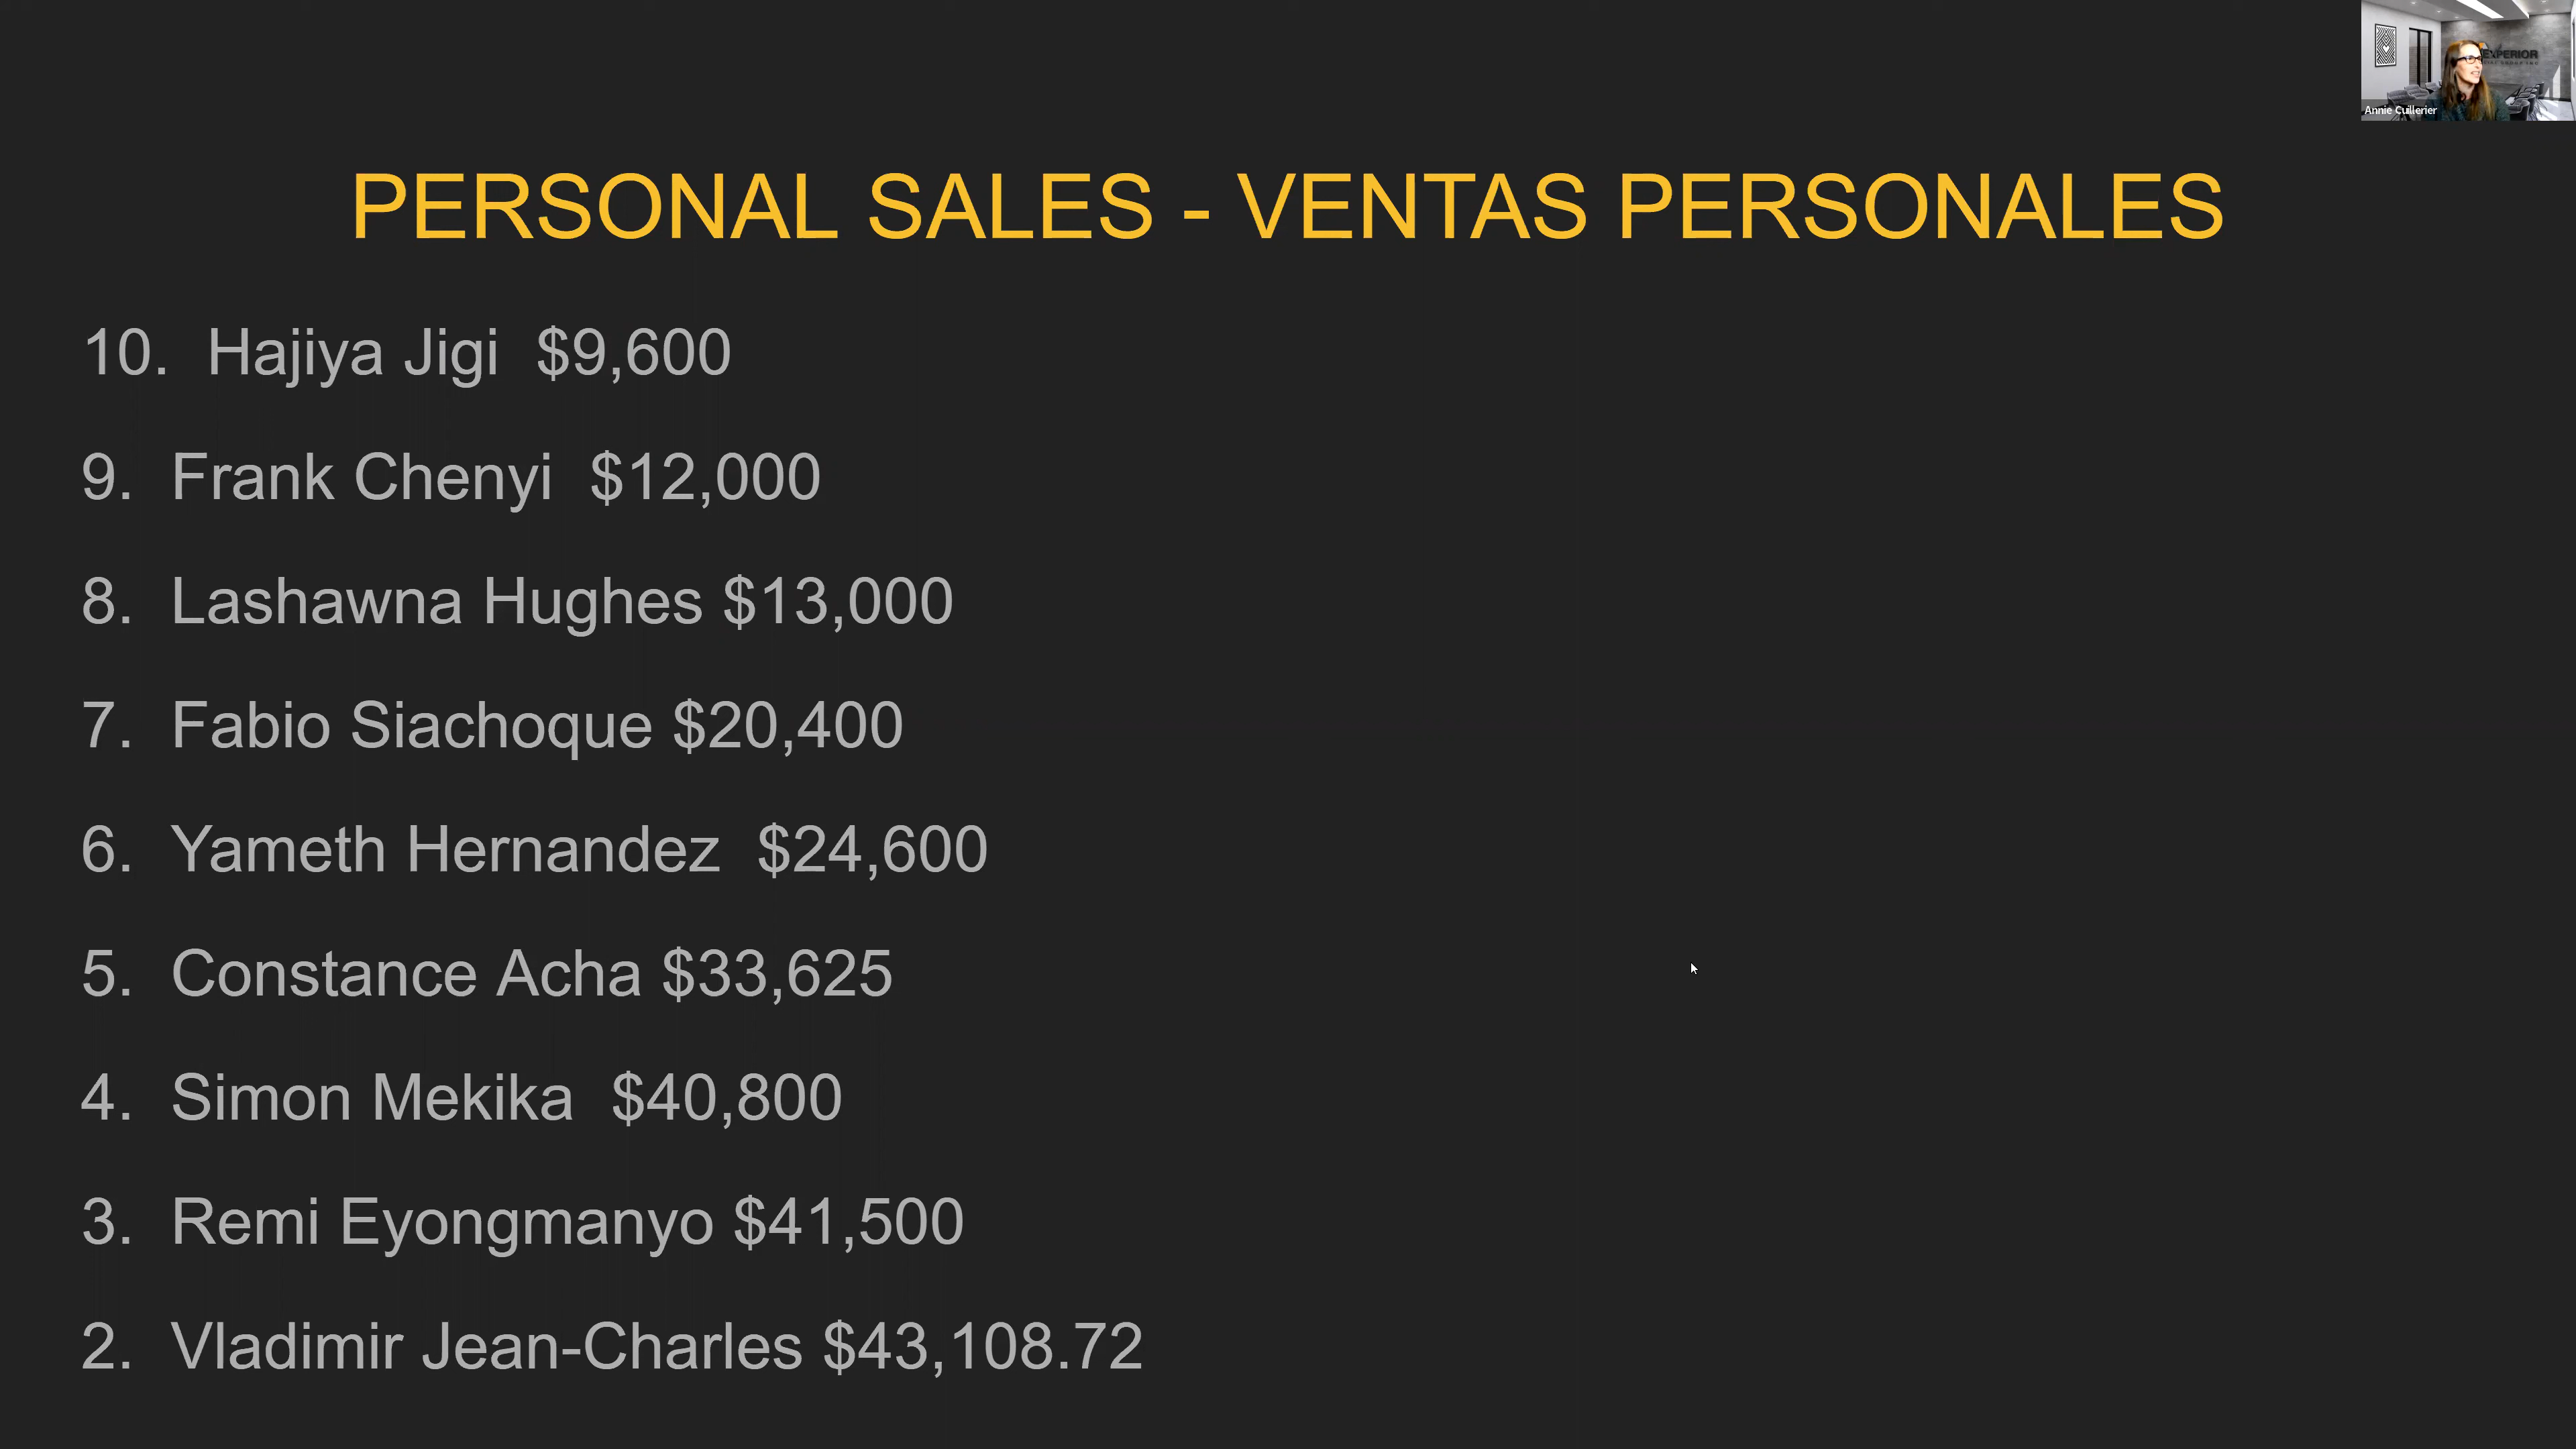 EXPERIOR
Annie Cuillerier
PERSONAL SALES - VENTAS PERSONALES
10. Hajiya Jigi $9,600
9. Frank Chenyi $12,000
8. Lashawna Hughes $13,000
7. Fabio Siachoque $20,400
6. Yameth Hernandez $24,600
5. Constance Acha $33,625
4. Simon Mekika $40,800
3. Remi Eyongmanyo $41,500
2. Vladimir Jean-Charles $43,108.72